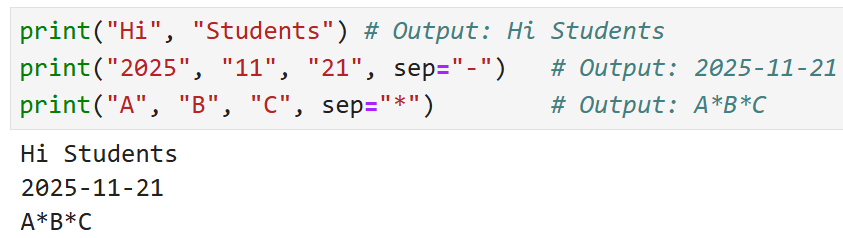 print("Hi", "Students") # Output: Hi Students
print("2025", "11", "21", sep="-")   # Output: 2025-11-21
print("A", "B", "C", sep="*")        # Output: A*B*C
Hi Students
2025-11-21
A*B*C